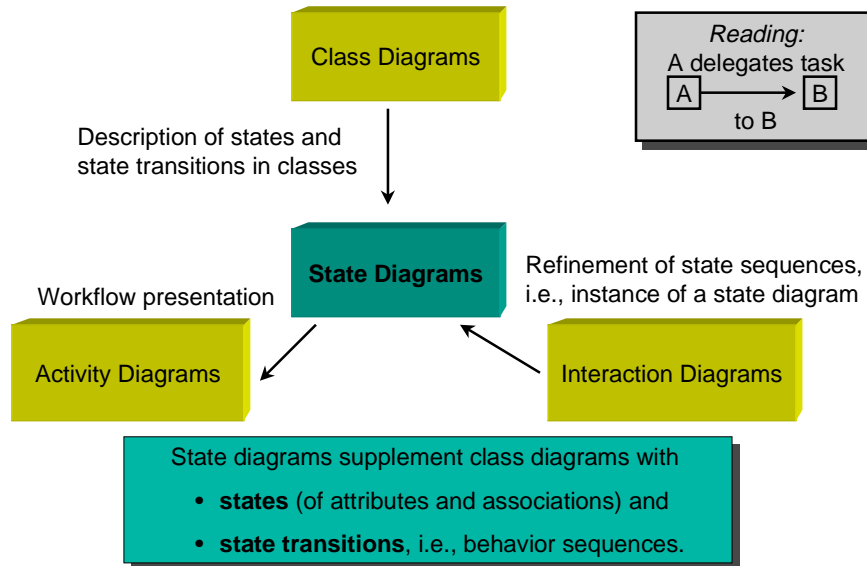 Class Diagrams
Reading:
A delegates task
A
B
to B
Description of states and
state transitions in classes
State Diagrams
Refinement of state sequences,
i.e., instance of a state diagram
Workflow presentation
Activity Diagrams
Interaction Diagrams
State diagrams supplement class diagrams with
• states (of attributes and associations) and
• state transitions, i.e., behavior sequences.